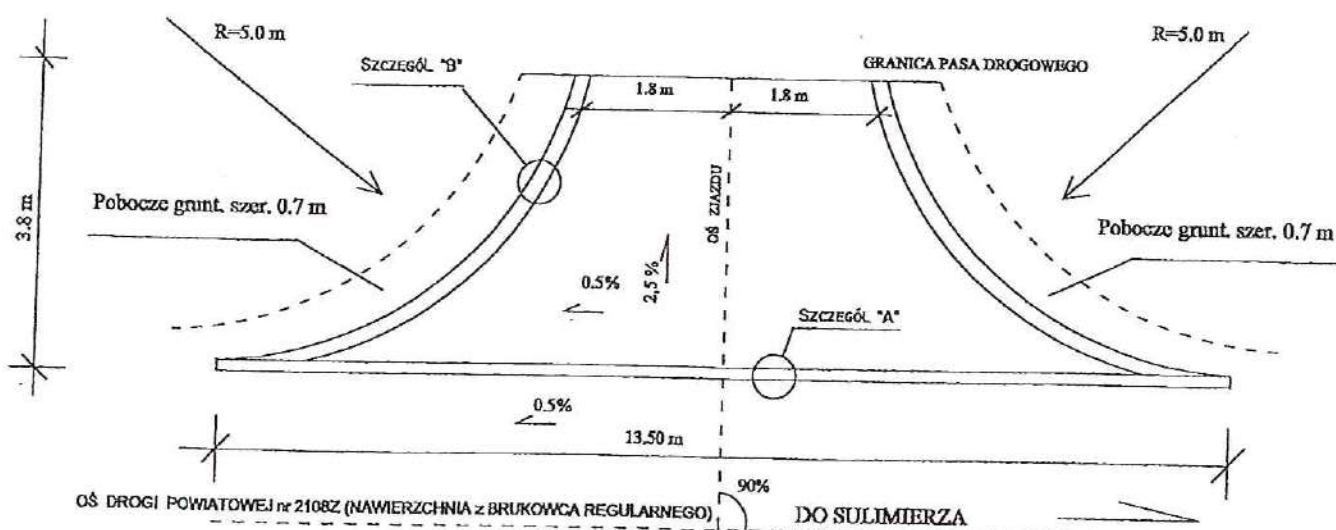 R=5.0 m
R=5.0 m
SZCZEGÓŁ "B"
GRANICA PASA DROGOWEGO
1.8 m
1.8 m
3.8 m
Pobocze grunt. szer. 0.7 m
OŚ ZJAZDU
Pobocze grunt. szer. 0.7 m
0.5%
2,5 %
SZCZEGÓŁ "A"
0.5%
13.50 m
90%
OŚ DROGI POWIATOWEJ nr 2108Z (NAWIERZCHNIA z BRUKOWCA REGULARNEGO)
DO SULIMIERZA